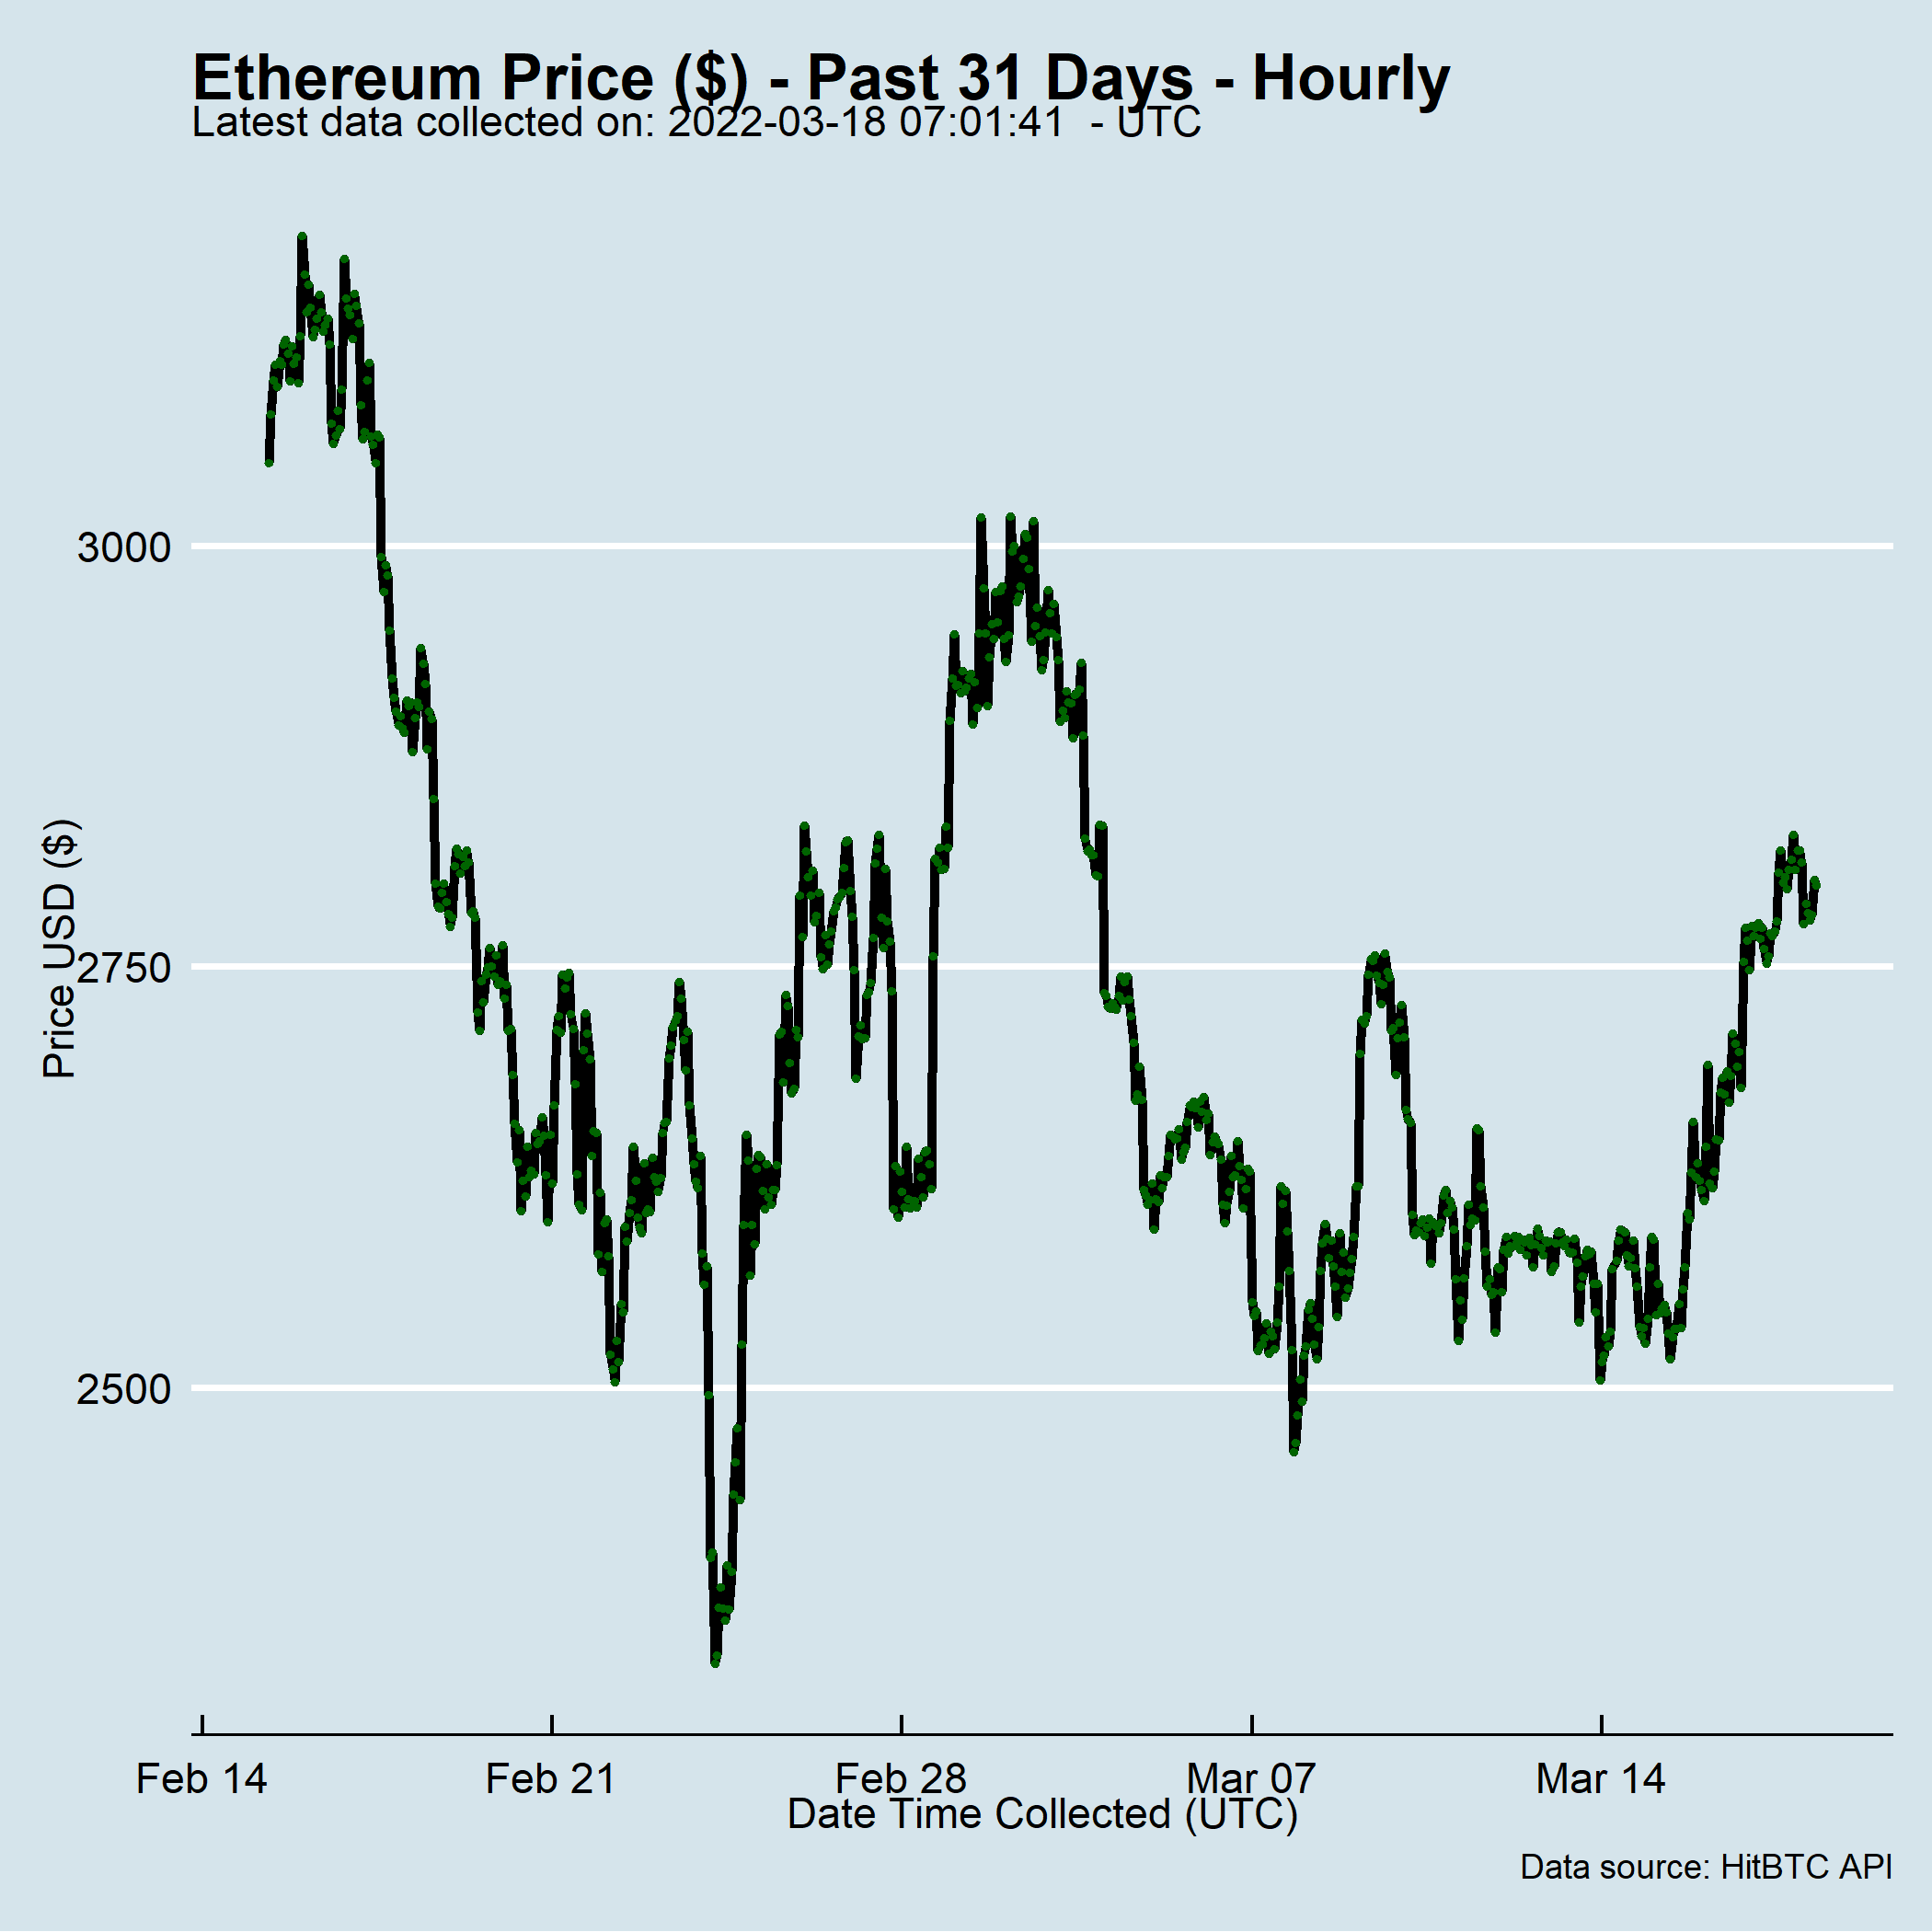 Ethereum Price ($) - Past 31 Days - Hourly
Latest data collected on: 2022-03-18 07:01:41  - UTC
Price USD ($)
3000
2750
2500
Feb 14
Feb 21
Feb 28
Mar 07
Mar 14
Date Time Collected (UTC)
Data source: HitBTC API